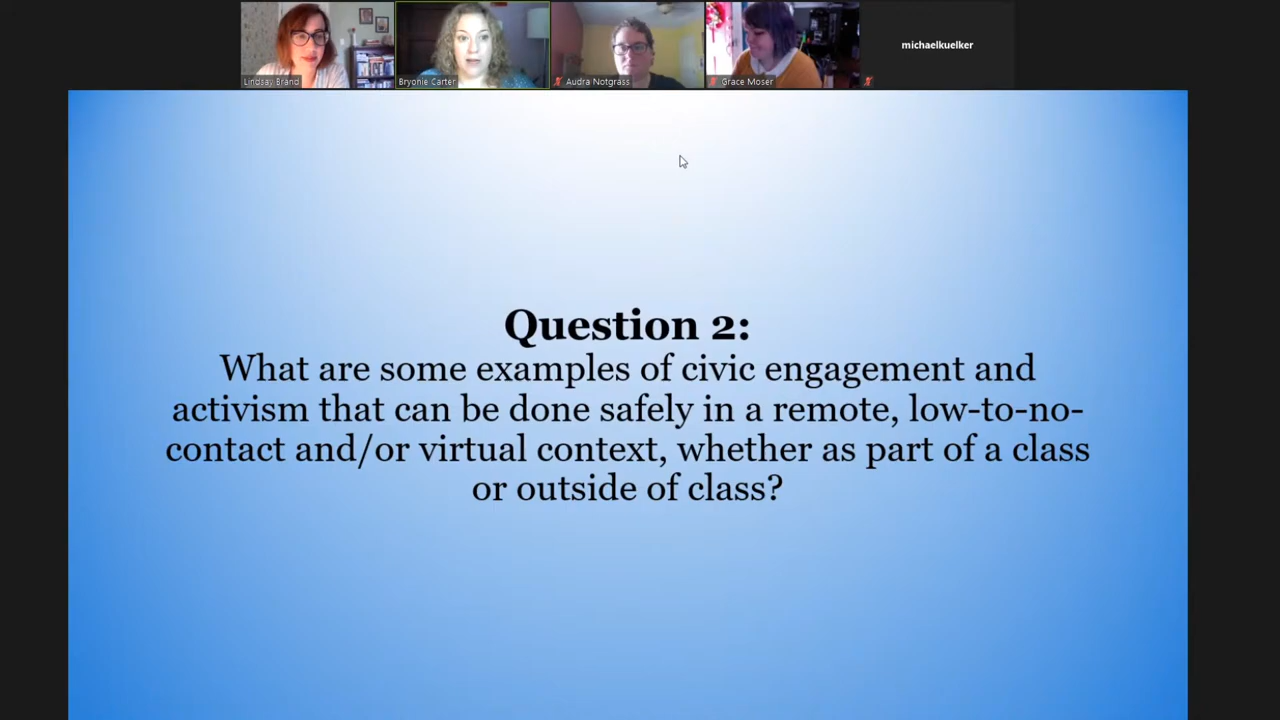 Lindsay Brand
Bryonie Carter
Audra Notgrass
Grace Moser
michaelkuelker
Question 2:
What are some examples of civic engagement and
activism that can be done safely in a remote, low-to-no-
contact and/or virtual context, whether as part of a class
or outside of class?